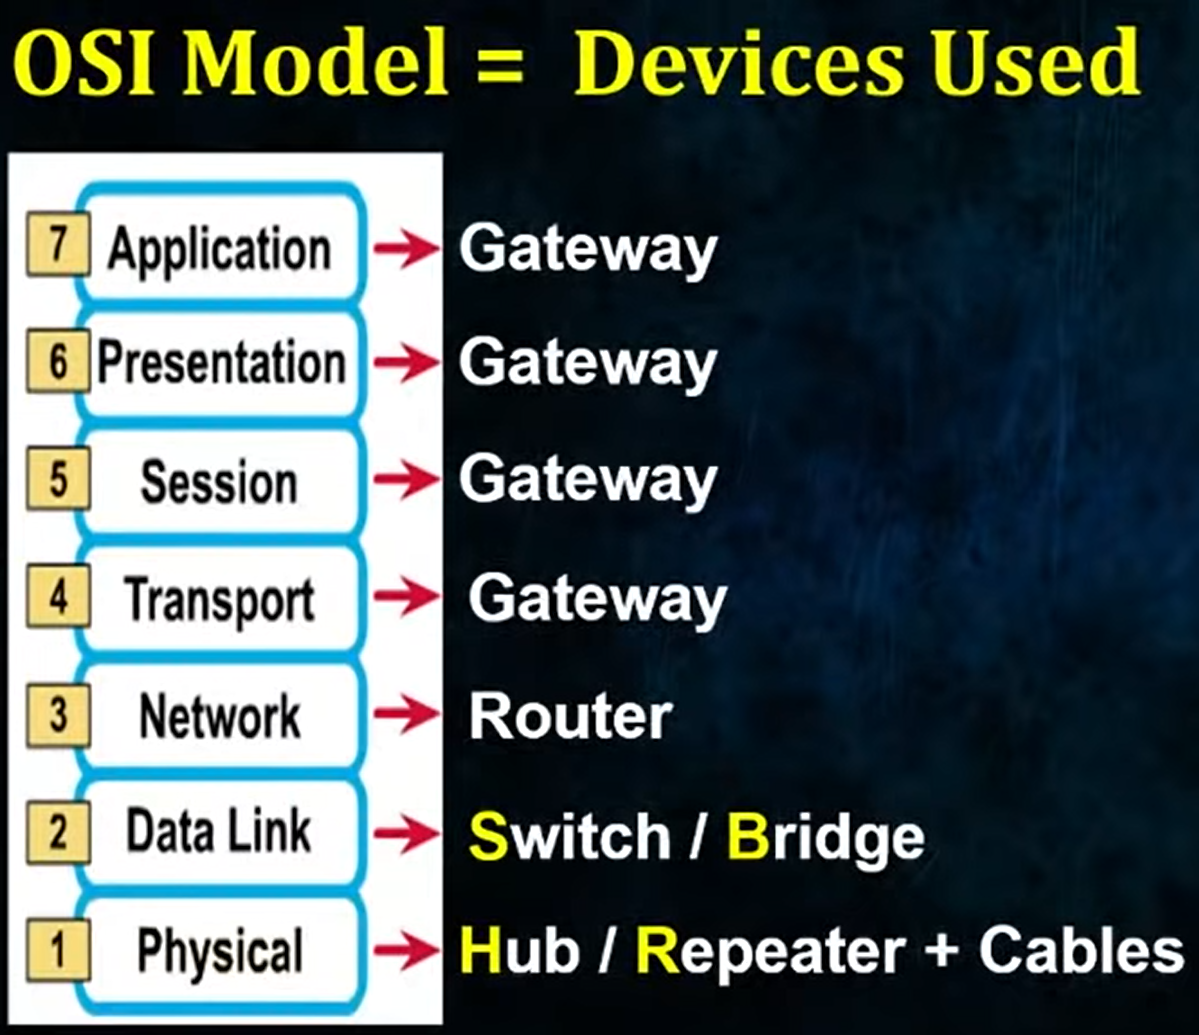 OSI Model = Devices Used
7 Application → Gateway
6 Presentation → Gateway
5 Session → Gateway
4 Transport → Gateway
3 Network → Router
2 Data Link → Switch / Bridge
1 Physical → Hub / Repeater + Cables